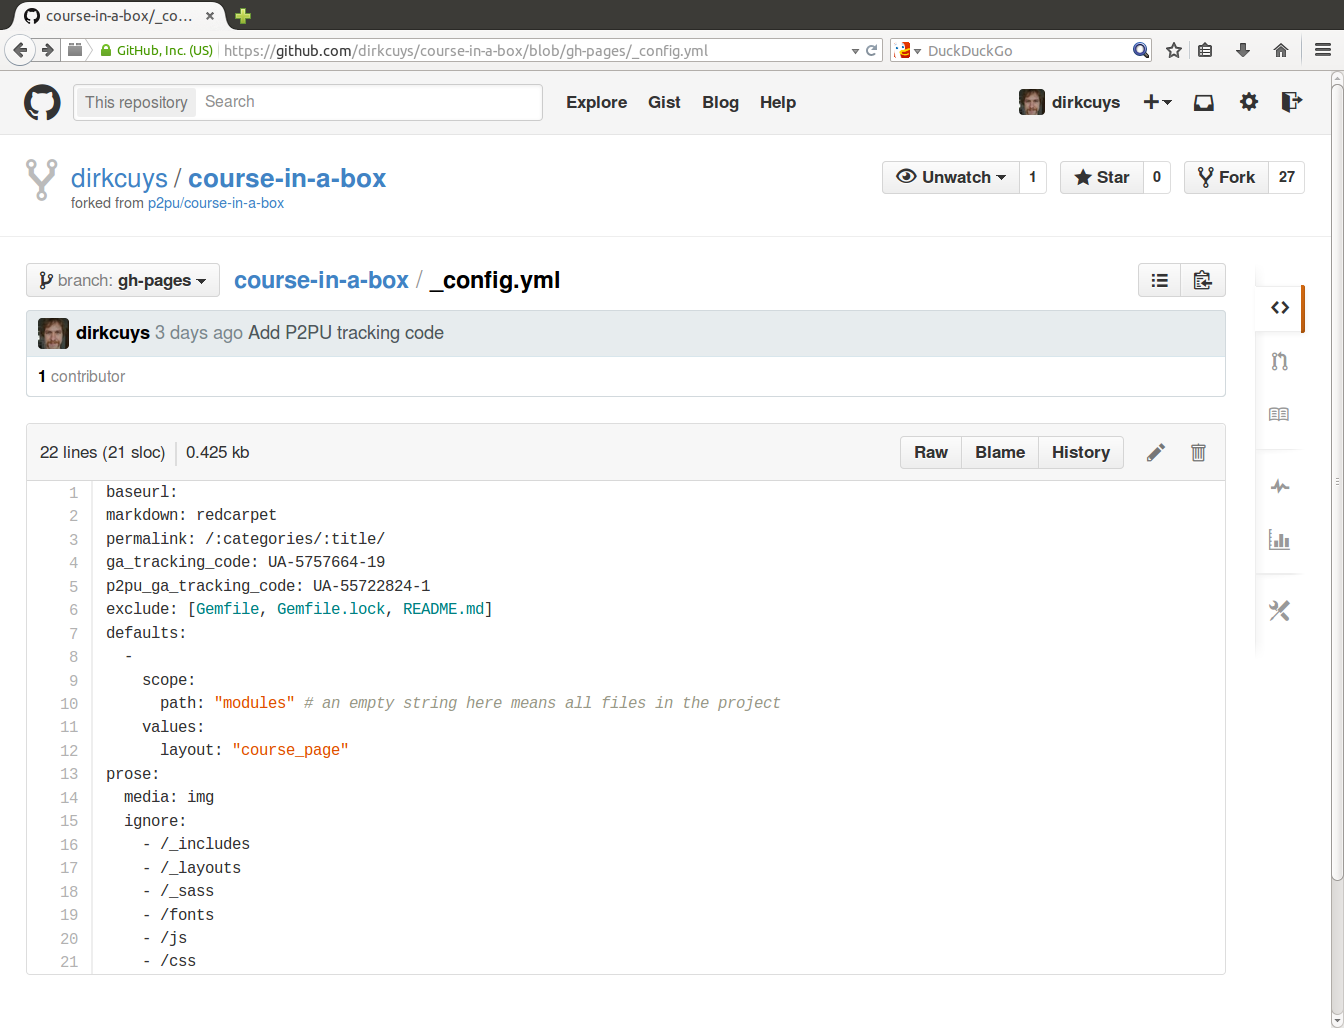 course-in-a-box/_co...
GitHub, Inc. (US) https://github.com/dirkcuys/course-in-a-box/blob/gh-pages/_config.yml DuckDuckGo
This repository Search Explore Gist Blog Help dirkcuys
dirkcuys / course-in-a-box Unwatch 1 Star 0 Fork 27
forked from p2pu/course-in-a-box
branch: gh-pages course-in-a-box / _config.yml
dirkcuys 3 days ago Add P2PU tracking code
1 contributor
22 lines (21 sloc) 0.425 kb Raw Blame History
1 baseurl:
2 markdown: redcarpet
3 permalink: /:categories/:title/
4 ga_tracking_code: UA-5757664-19
5 p2pu_ga_tracking_code: UA-55722824-1
6 exclude: [Gemfile, Gemfile.lock, README.md]
7 defaults:
8   -
9     scope:
10       path: "modules" # an empty string here means all files in the project
11     values:
12       layout: "course_page"
13 prose:
14   media: img
15   ignore:
16     - /_includes
17     - /_layouts
18     - /_sass
19     - /fonts
20     - /js
21     - /css